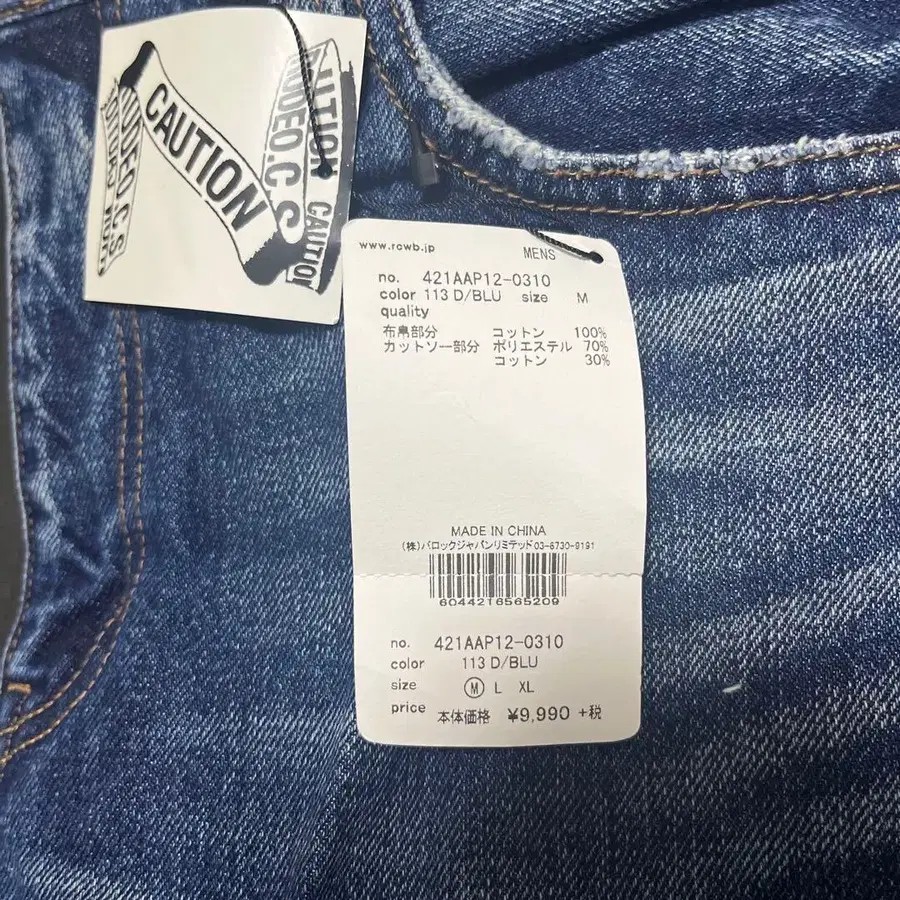 CAUTION
RODEO.C.S
CAUTION
www.rcwb.jp
MENS
no. 421AAP12-0310
color 113 D/BLU size M
quality
布帛部分 コットン 100%
カットソー部分 ポリエステル 70%
コットン 30%
MADE IN CHINA
(株)バロックジャパンリミテッド03-6730-9191
6044216565209
no. 421AAP12-0310
color 113 D/BLU
size M L XL
price 本体価格 ¥9,990 +税